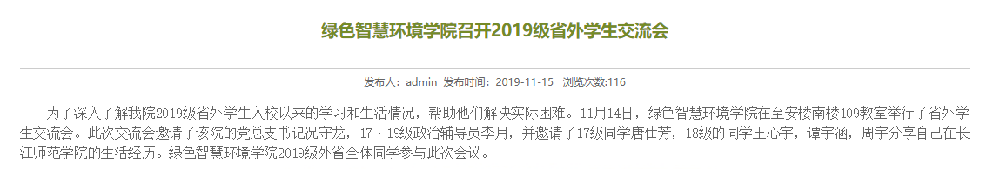 绿色智慧环境学院召开2019级省外学生交流会
发布人：admin 发布时间：2019-11-15 浏览次数:116
为了深入了解我院2019级省外学生入校以来的学习和生活情况，帮助他们解决实际困难。11月14日，绿色智慧环境学院在至安楼南楼109教室举行了省外学
生交流会。此次交流会邀请了该院的党总支书记况守龙，17·19级政治辅导员李月，并邀请了17级同学唐仕芳，18级的同学王心宇，谭宇涵，周宇分享自己在长
江师范学院的生活经历。绿色智慧环境学院2019级外省全体同学参与此次会议。